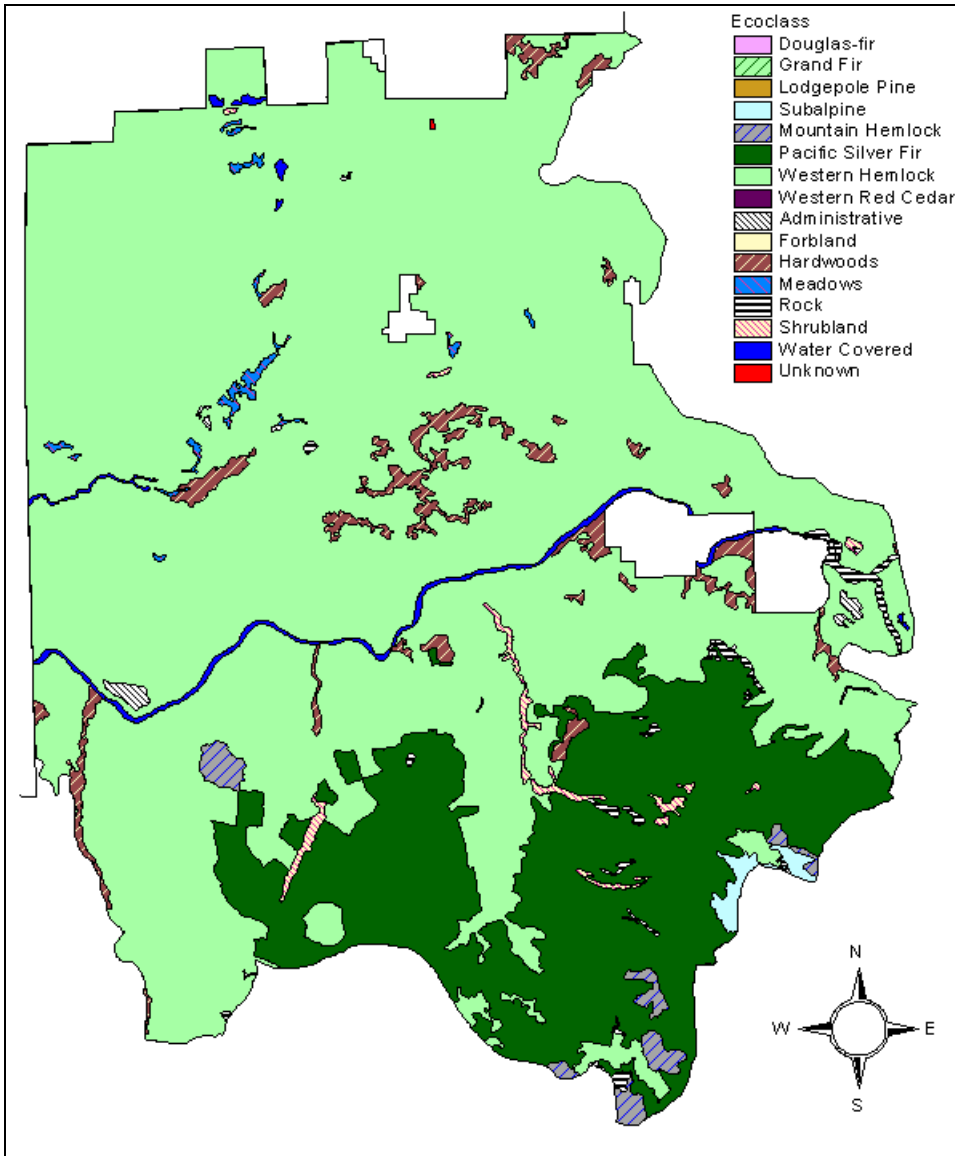 Ecoclass
Douglas-fir
Grand Fir
Lodgepole Pine
Subalpine
Mountain Hemlock
Pacific Silver Fir
Western Hemlock
Western Red Cedar
Administrative
Forbland
Hardwoods
Meadows
Rock
Shrubland
Water Covered
Unknown
N
W
E
S